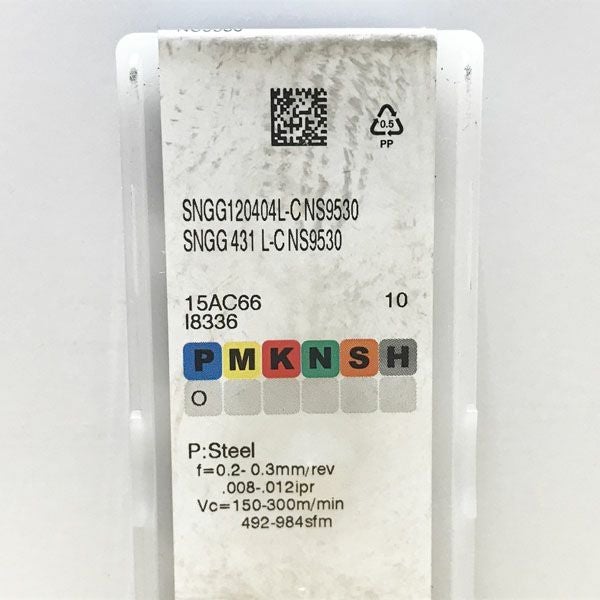 NS9530
0.5
PP
SNGG120404L-C NS9530
SNGG 431 L-C NS9530
15AC66 10
I8336
P M K N S H
O
P:Steel
f=0.2- 0.3mm/rev
.008-.012ipr
Vc=150-300m/min
492-984sfm